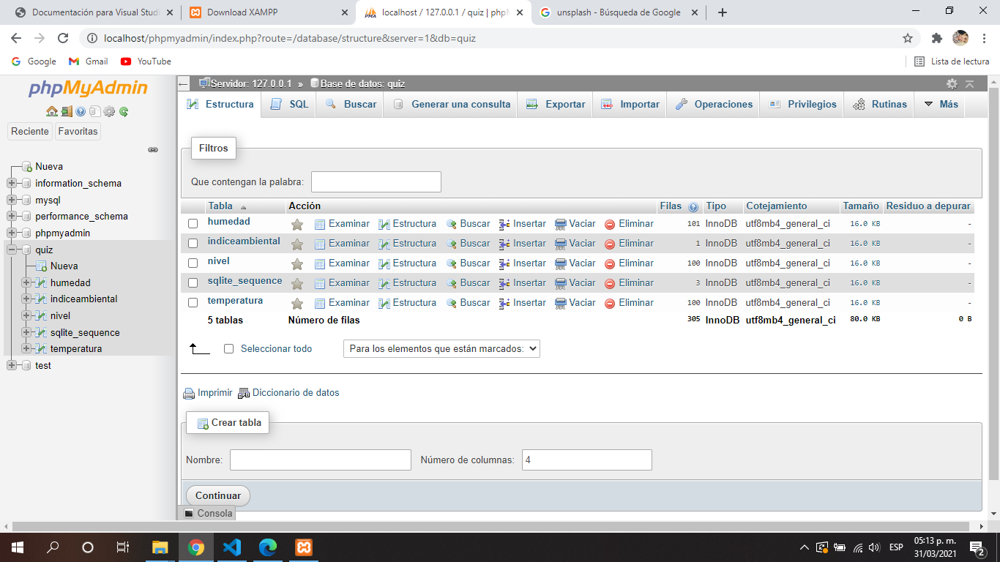 Documentación para Visual Studi
Download XAMPP
localhost / 127.0.0.1 / quiz | phpM
unsplash - Búsqueda de Google
localhost/phpmyadmin/index.php?route=/database/structure&server=1&db=quiz
Google Gmail YouTube Lista de lectura
phpMyAdmin
Reciente Favoritas
Nueva
information_schema
mysql
performance_schema
phpmyadmin
quiz
Nueva
humedad
indiceambiental
nivel
sqlite_sequence
temperatura
test
Servidor: 127.0.0.1 » Base de datos: quiz
Estructura SQL Buscar Generar una consulta Exportar Importar Operaciones Privilegios Rutinas Más
Filtros
Que contengan la palabra:
Tabla Acción Filas Tipo Cotejamiento Tamaño Residuo a depurar
humedad Examinar Estructura Buscar Insertar Vaciar Eliminar 101 InnoDB utf8mb4_general_ci 16.0 KB -
indiceambiental Examinar Estructura Buscar Insertar Vaciar Eliminar 1 InnoDB utf8mb4_general_ci 16.0 KB -
nivel Examinar Estructura Buscar Insertar Vaciar Eliminar 100 InnoDB utf8mb4_general_ci 16.0 KB -
sqlite_sequence Examinar Estructura Buscar Insertar Vaciar Eliminar 3 InnoDB utf8mb4_general_ci 16.0 KB -
temperatura Examinar Estructura Buscar Insertar Vaciar Eliminar 100 InnoDB utf8mb4_general_ci 16.0 KB -
5 tablas Número de filas 305 InnoDB utf8mb4_general_ci 80.0 KB 0 B
Seleccionar todo Para los elementos que están marcados:
Imprimir Diccionario de datos
Crear tabla
Nombre: Número de columnas: 4
Continuar
Consola
ESP
05:13 p. m.
31/03/2021
2